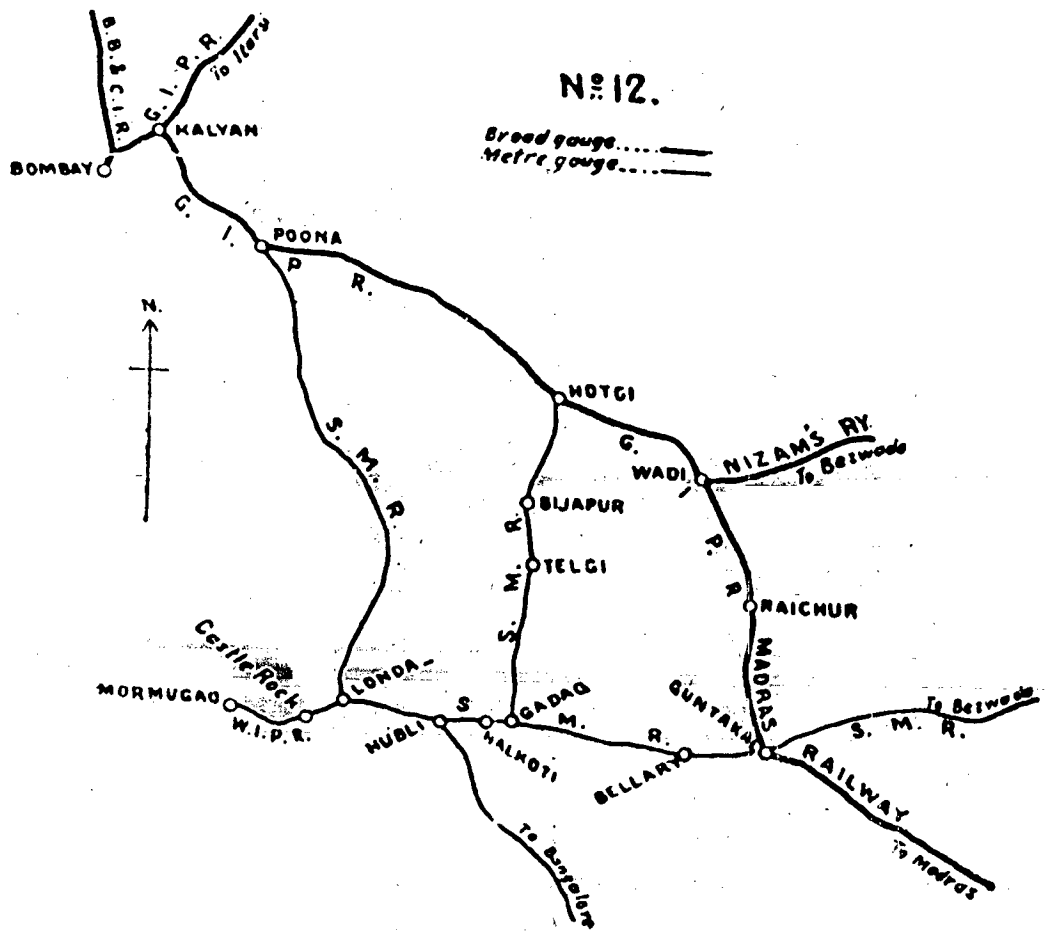 B. B. & C. I. R.
G. I. P. R.
To Itarsi
KALYAN
BOMBAY
No 12.
Broad gauge.....
Metre gauge.....
G. I. P. R.
POONA
N.
HOTGI
G. I. P. R
WADI
NIZAM'S RY.
To Bezwada
S. M. R.
BIJAPUR
TELGI
S. M. R
RAICHUR
MADRAS RAILWAY
Castle Rock
LONDA
MORMUGAO
W.I.P.R.
HUBLI
HALKOTI
GADAG
S M. R.
BELLARY
GUNTAKAL
S. M. R.
To Bezwada
To Madras
To Bangalore